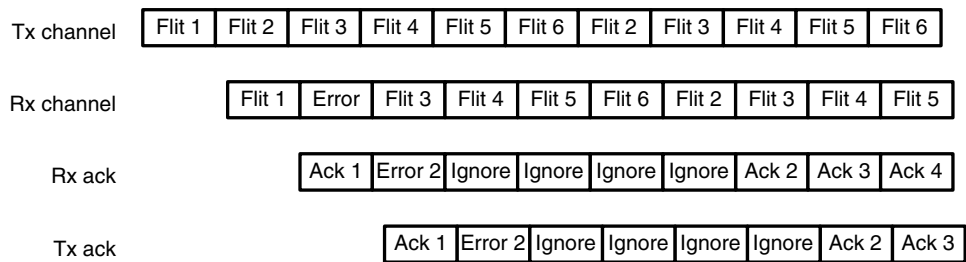 Tx channel Flit 1 Flit 2 Flit 3 Flit 4 Flit 5 Flit 6 Flit 2 Flit 3 Flit 4 Flit 5 Flit 6
Rx channel Flit 1 Error Flit 3 Flit 4 Flit 5 Flit 6 Flit 2 Flit 3 Flit 4 Flit 5
Rx ack Ack 1 Error 2 Ignore Ignore Ignore Ignore Ack 2 Ack 3 Ack 4
Tx ack Ack 1 Error 2 Ignore Ignore Ignore Ignore Ack 2 Ack 3